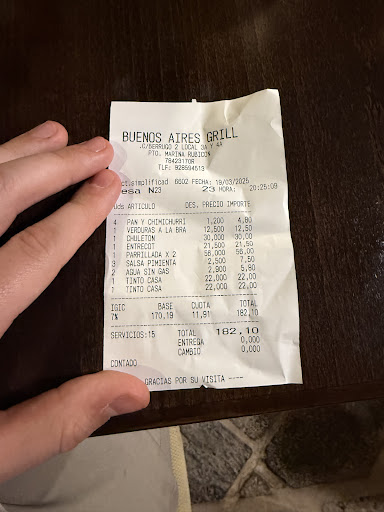 BUENOS AIRES GRILL
C/BERRUGO 2 LOCAL 3A Y 4A
PTO. MARINA RUBICON
78423170R
TLF: 928594513
ct.simplificad 6602 FECHA: 19/03/2025
esa N23 23 HORA: 20:25:09
uds ARTICULO DES. PRECIO IMPORTE
4 PAN Y CHIMICHURRI 1,200 4,80
1 VERDURAS A LA BRA 12,500 12,50
1 CHULETON 30,000 30,00
1 ENTRECOT 21,500 21,50
1 PARRILLADA X 2 56,000 56,00
3 SALSA PIMIENTA 2,500 7,50
2 AGUA SIN GAS 2,900 5,80
1 TINTO CASA 22,000 22,00
1 TINTO CASA 22,000 22,00
IGIC BASE CUOTA TOTAL
7% 170,19 11,91 182,10
SERVICIOS:15 TOTAL 182,10
ENTREGA 0,000
CAMBIO 0,000
CONTADO
GRACIAS POR SU VISITA ----